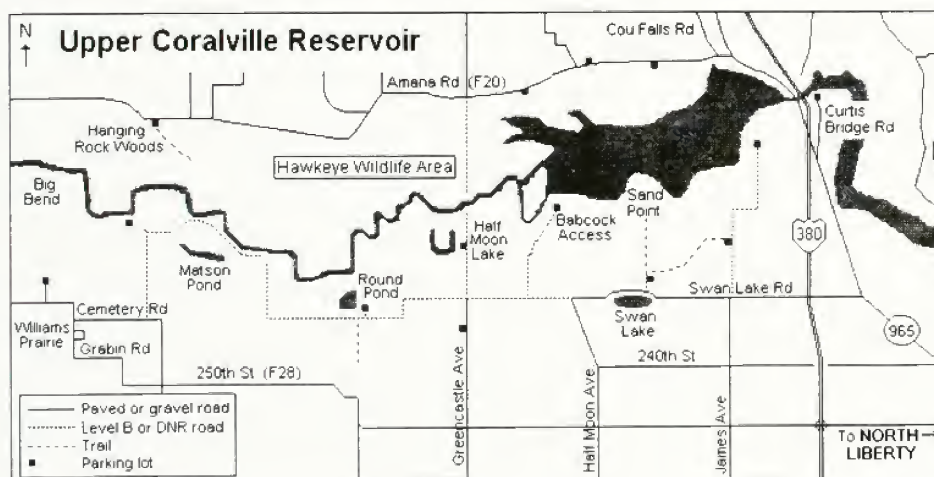 N
Upper Coralville Reservoir
Cou Falls Rd
Amana Rd (F20)
Hanging
Rock Woods
Curtis
Bridge Rd
Hawkeye Wildlife Area
Big
Bend
Sand
Point
Babcock
Access
Half
Moon
Lake
380
Matson
Pond
Round
Pond
Swan Lake Rd
Cemetery Rd
Williams
Prairie
Grabin Rd
Swan
Lake
965
240th St
250th St (F28)
Greencastle Ave
Half Moon Ave
James Ave
Paved or gravel road
Level B or DNR road
Trail
Parking lot
To NORTH
LIBERTY